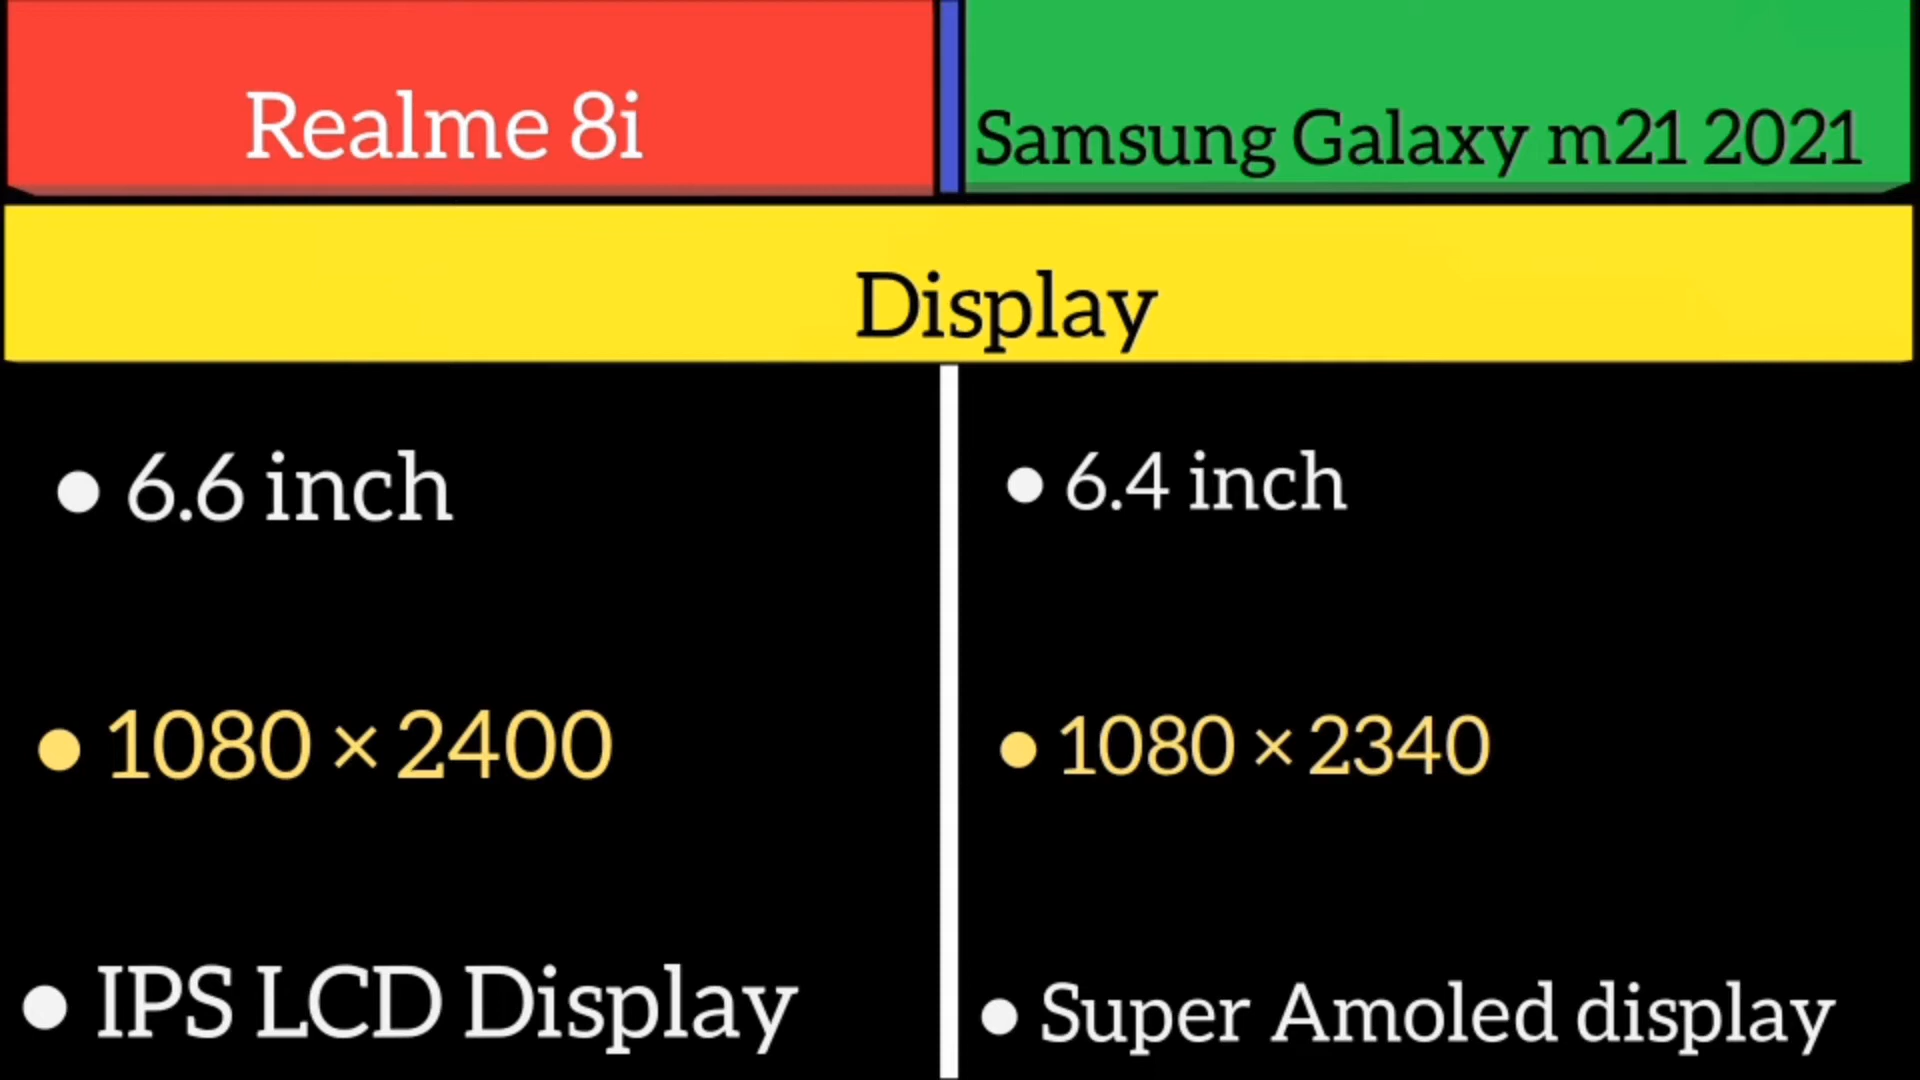 Realme 8i
Samsung Galaxy m21 2021
Display
● 6.6 inch
● 6.4 inch
● 1080 × 2400
● 1080 × 2340
● IPS LCD Display
● Super Amoled display